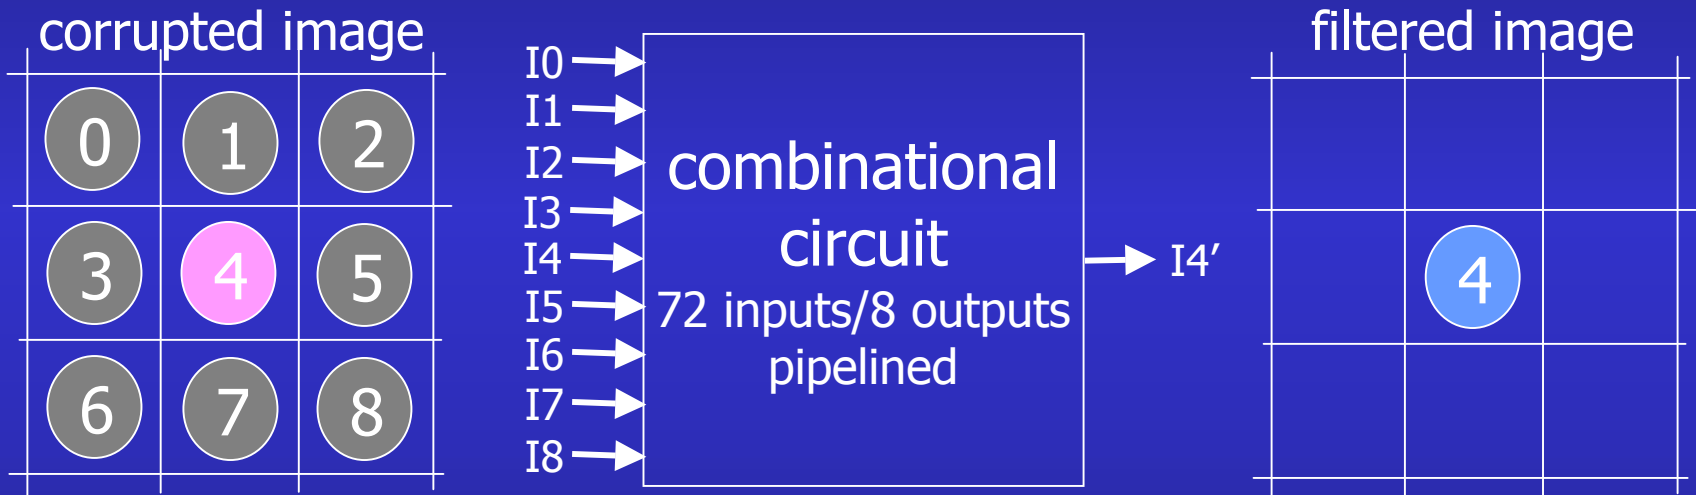 corrupted image
0 1 2
3 4 5
6 7 8
I0
I1
I2
I3
I4
I5
I6
I7
I8
combinational
circuit
72 inputs/8 outputs
pipelined
I4’
filtered image
4